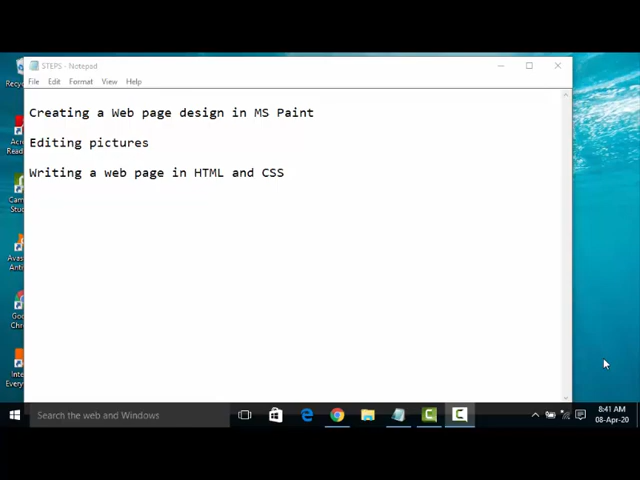 STEPS - Notepad
File Edit Format View Help
Creating a Web page design in MS Paint
Editing pictures
Writing a web page in HTML and CSS
Search the web and Windows
8:41 AM
08-Apr-20